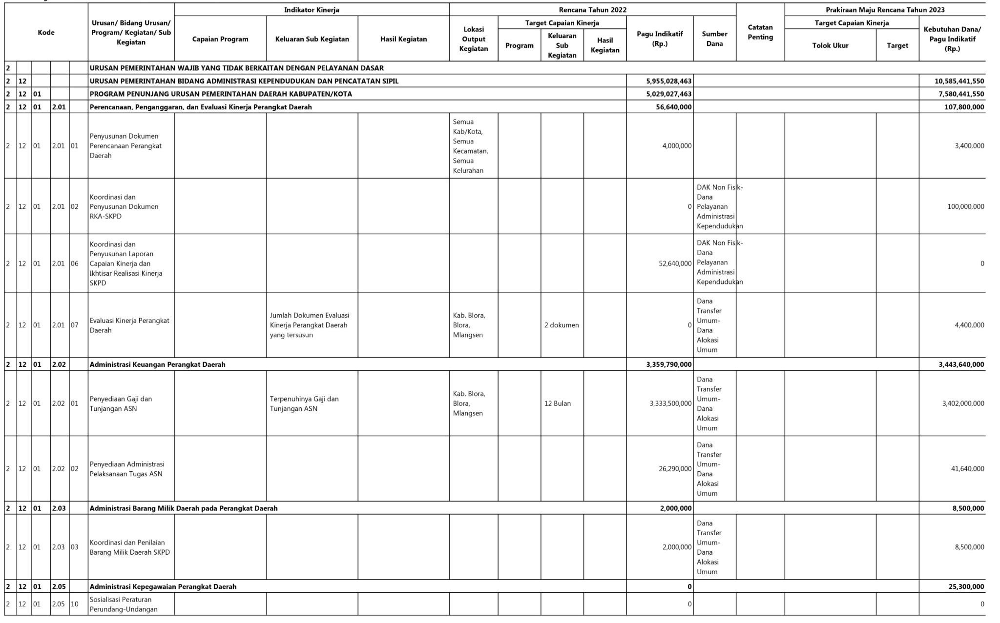 Indikator Kinerja Rencana Tahun 2022 Prakiraan Maju Rencana Tahun 2023
Kode
Urusan/ Bidang Urusan/
Program/ Kegiatan/ Sub
Kegiatan
Capaian Program
Keluaran Sub Kegiatan
Hasil Kegiatan
Lokasi
Output
Kegiatan
Target Capaian Kinerja
Program
Keluaran
Sub
Kegiatan
Hasil
Kegiatan
Pagu Indikatif
(Rp.)
Sumber
Dana
Catatan
Penting
Target Capaian Kinerja
Tolok Ukur
Target
Kebutuhan Dana/
Pagu Indikatif
(Rp.)
2 URUSAN PEMERINTAHAN WAJIB YANG TIDAK BERKAITAN DENGAN PELAYANAN DASAR
2 12 URUSAN PEMERINTAHAN BIDANG ADMINISTRASI KEPENDUDUKAN DAN PENCATATAN SIPIL 5,955,028,463 10,585,441,550
2 12 01 PROGRAM PENUNJANG URUSAN PEMERINTAHAN DAERAH KABUPATEN/KOTA 5,029,027,463 7,580,441,550
2 12 01 2.01 Perencanaan, Penganggaran, dan Evaluasi Kinerja Perangkat Daerah 56,640,000 107,800,000
2 12 01 2.01 01
Penyusunan Dokumen
Perencanaan Perangkat
Daerah
Semua
Kab/Kota,
Semua
Kecamatan,
Semua
Kelurahan
4,000,000
3,400,000
2 12 01 2.01 02
Koordinasi dan
Penyusunan Dokumen
RKA-SKPD
0
DAK Non Fisik-
Dana
Pelayanan
Administrasi
Kependudukan
100,000,000
2 12 01 2.01 06
Koordinasi dan
Penyusunan Laporan
Capaian Kinerja dan
Ikhtisar Realisasi Kinerja
SKPD
52,640,000
DAK Non Fisik-
Dana
Pelayanan
Administrasi
Kependudukan
0
2 12 01 2.01 07
Evaluasi Kinerja Perangkat
Daerah
Jumlah Dokumen Evaluasi
Kinerja Perangkat Daerah
yang tersusun
Kab. Blora,
Blora,
Mlangsen
2 dokumen
0
Dana
Transfer
Umum-
Dana
Alokasi
Umum
4,400,000
2 12 01 2.02 Administrasi Keuangan Perangkat Daerah 3,359,790,000 3,443,640,000
2 12 01 2.02 01
Penyediaan Gaji dan
Tunjangan ASN
Terpenuhinya Gaji dan
Tunjangan ASN
Kab. Blora,
Blora,
Mlangsen
12 Bulan
3,333,500,000
Dana
Transfer
Umum-
Dana
Alokasi
Umum
3,402,000,000
2 12 01 2.02 02
Penyediaan Administrasi
Pelaksanaan Tugas ASN
26,290,000
Dana
Transfer
Umum-
Dana
Alokasi
Umum
41,640,000
2 12 01 2.03 Administrasi Barang Milik Daerah pada Perangkat Daerah 2,000,000 8,500,000
2 12 01 2.03 03
Koordinasi dan Penilaian
Barang Milik Daerah SKPD
2,000,000
Dana
Transfer
Umum-
Dana
Alokasi
Umum
8,500,000
2 12 01 2.05 Administrasi Kepegawaian Perangkat Daerah 0 25,300,000
2 12 01 2.05 10
Sosialisasi Peraturan
Perundang-Undangan
0
0